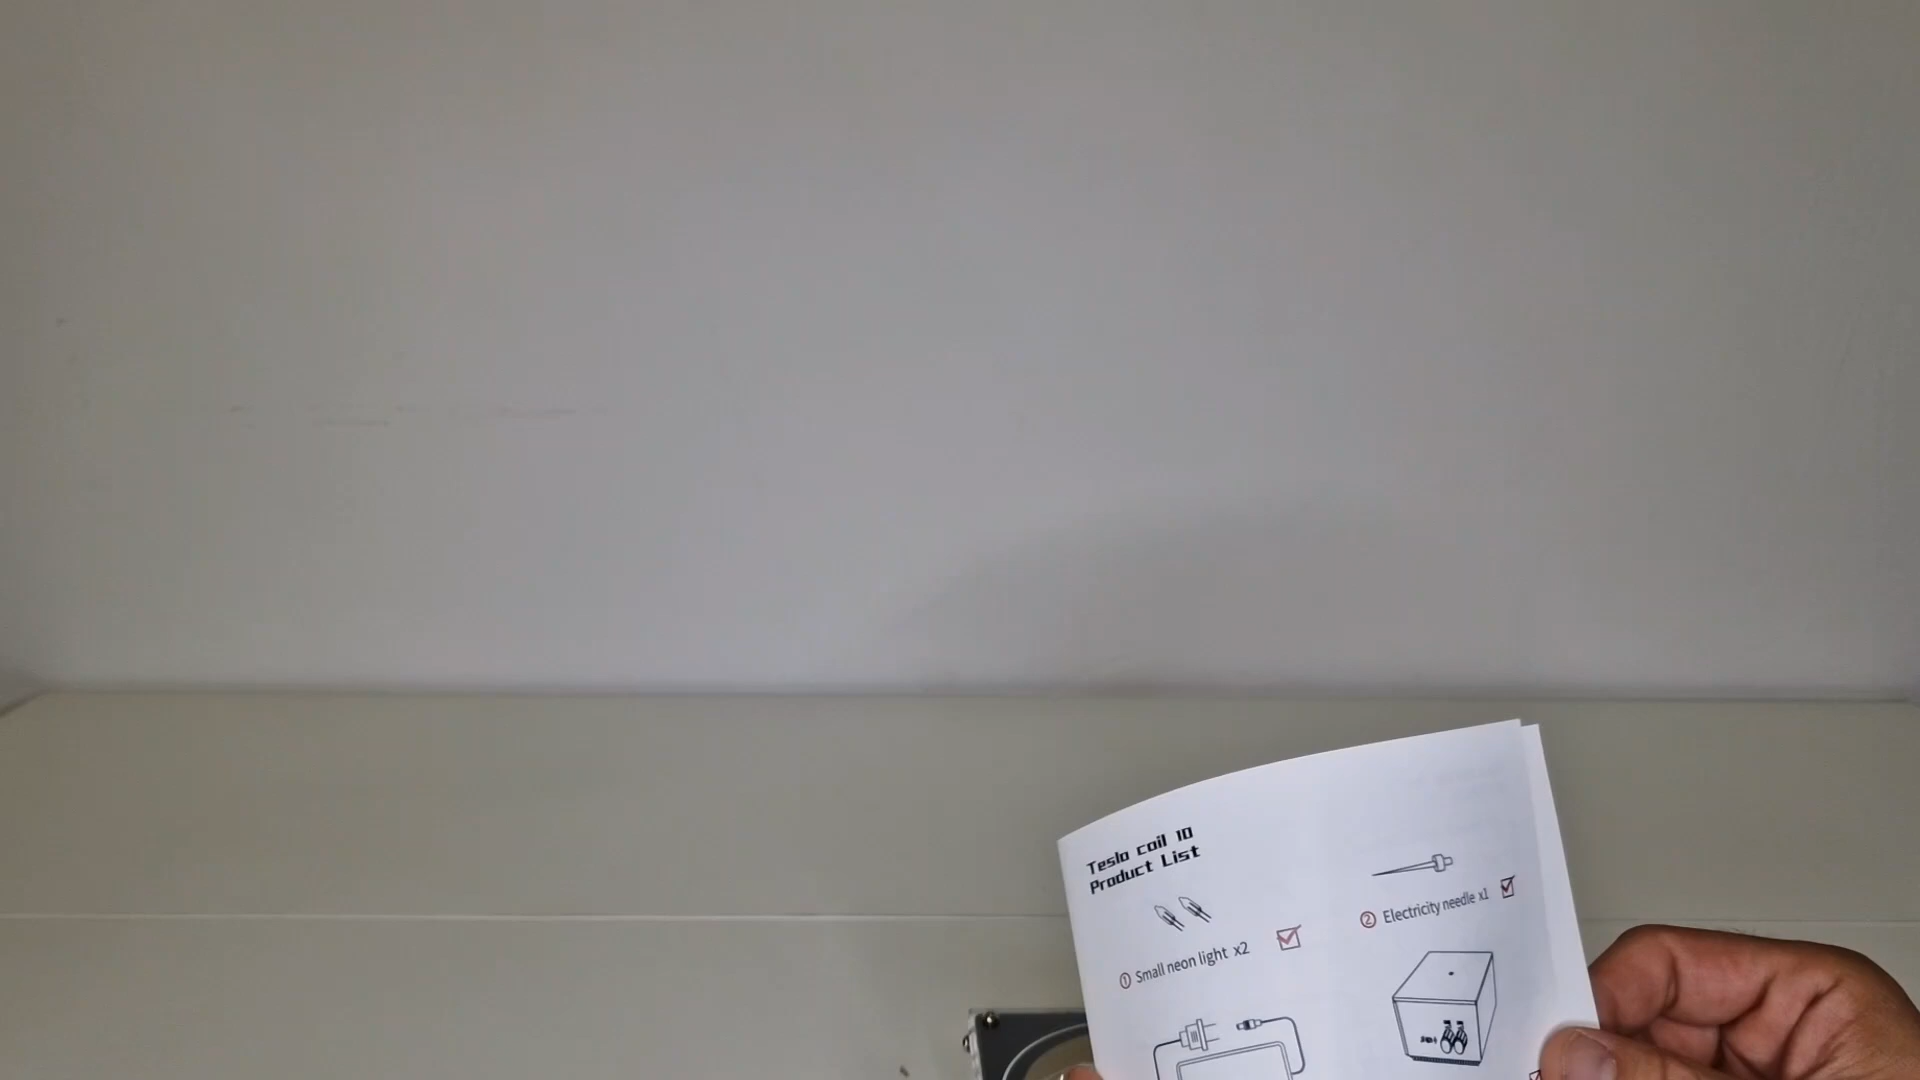 Tesla coil 10
Product List
① Small neon light x2
② Electricity needle x1